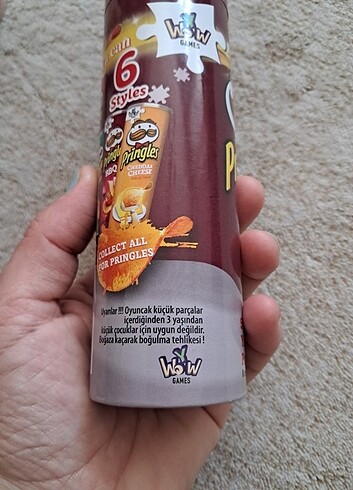 WOW
GAMES
6
Styles
Pringles
BBQ
Pringles
CHEDDAR
CHEESE
COLLECT ALL
FOR PRINGLES
Uyarılar !!! Oyuncak küçük parçalar
içerdiğinden 3 yaşından
küçük çocuklar için uygun değildir.
Boğaza kaçarak boğulma tehlikesi !
WOW
GAMES